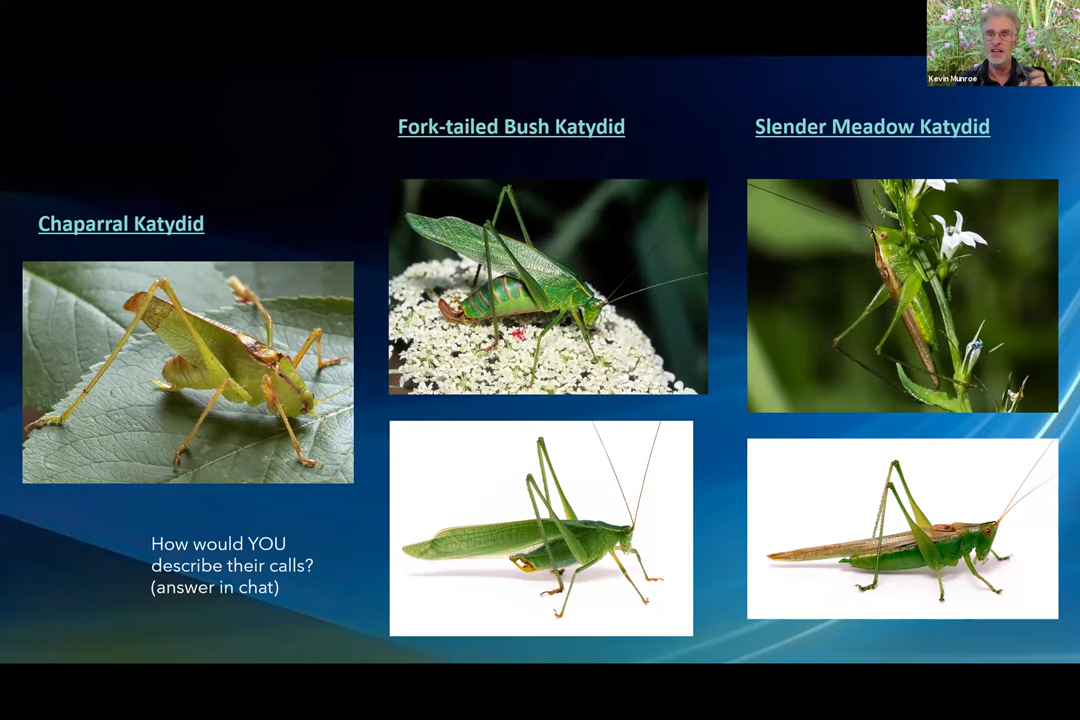 Kevin Munroe
Fork-tailed Bush Katydid
Slender Meadow Katydid
Chaparral Katydid
How would YOU
describe their calls?
(answer in chat)